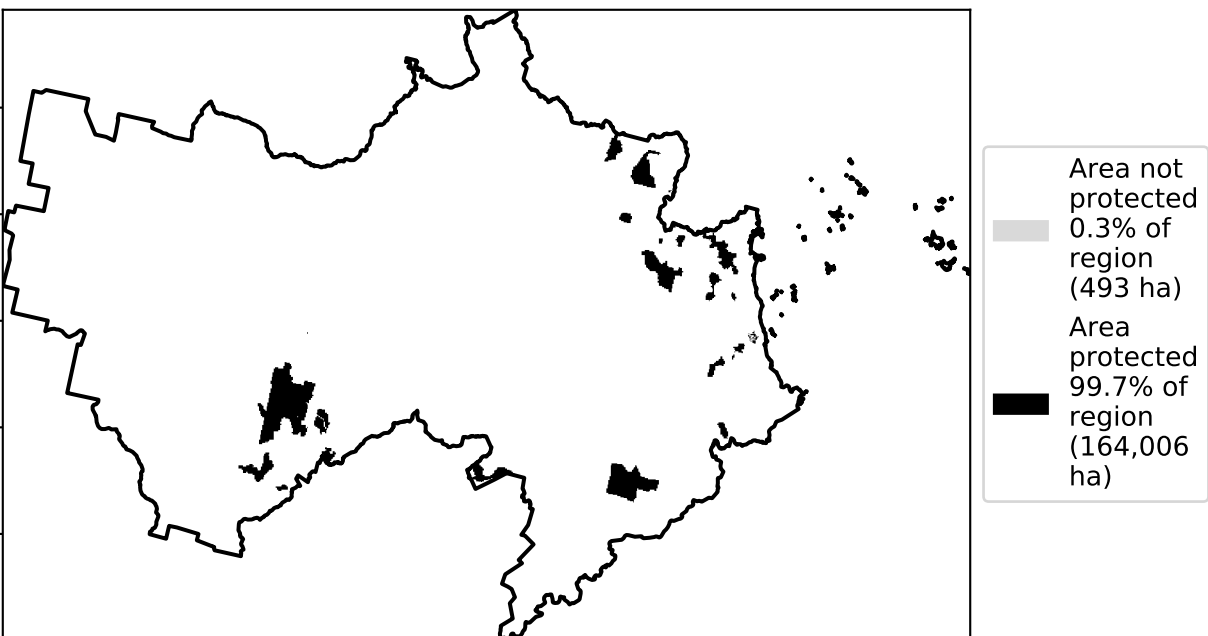 Area not
protected
0.3% of
region
(493 ha)
Area
protected
99.7% of
region
(164,006
ha)